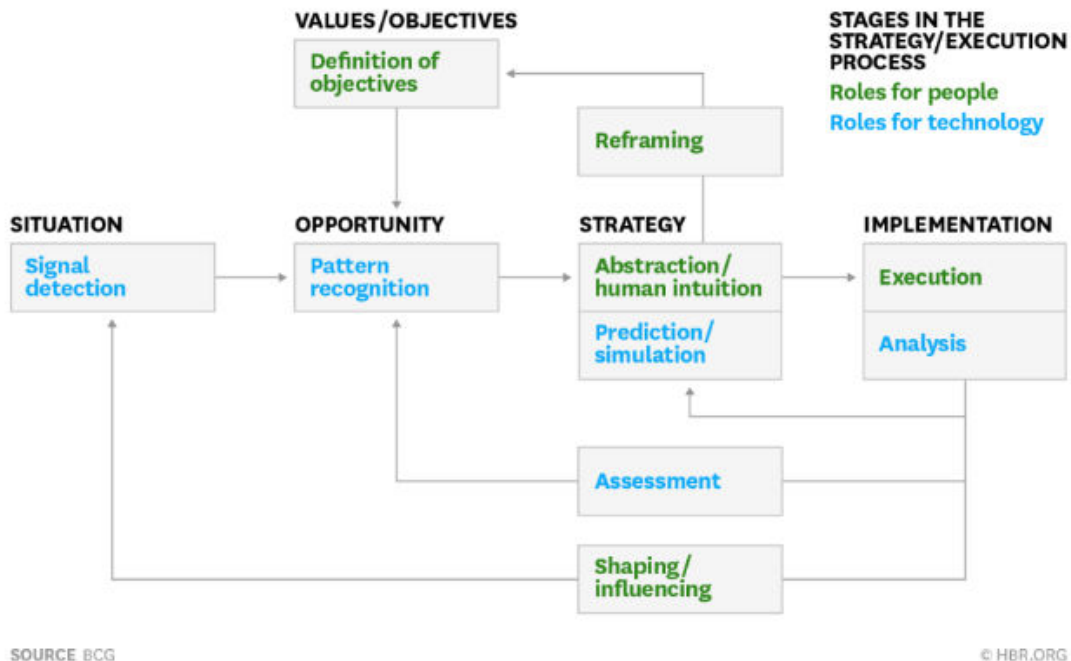 VALUES/OBJECTIVES
Definition of
objectives
STAGES IN THE
STRATEGY/EXECUTION
PROCESS
Roles for people
Roles for technology
Reframing
SITUATION
Signal
detection
OPPORTUNITY
Pattern
recognition
STRATEGY
Abstraction/
human intuition
Prediction/
simulation
IMPLEMENTATION
Execution
Analysis
Assessment
Shaping/
influencing
SOURCE BCG
© HBR.ORG